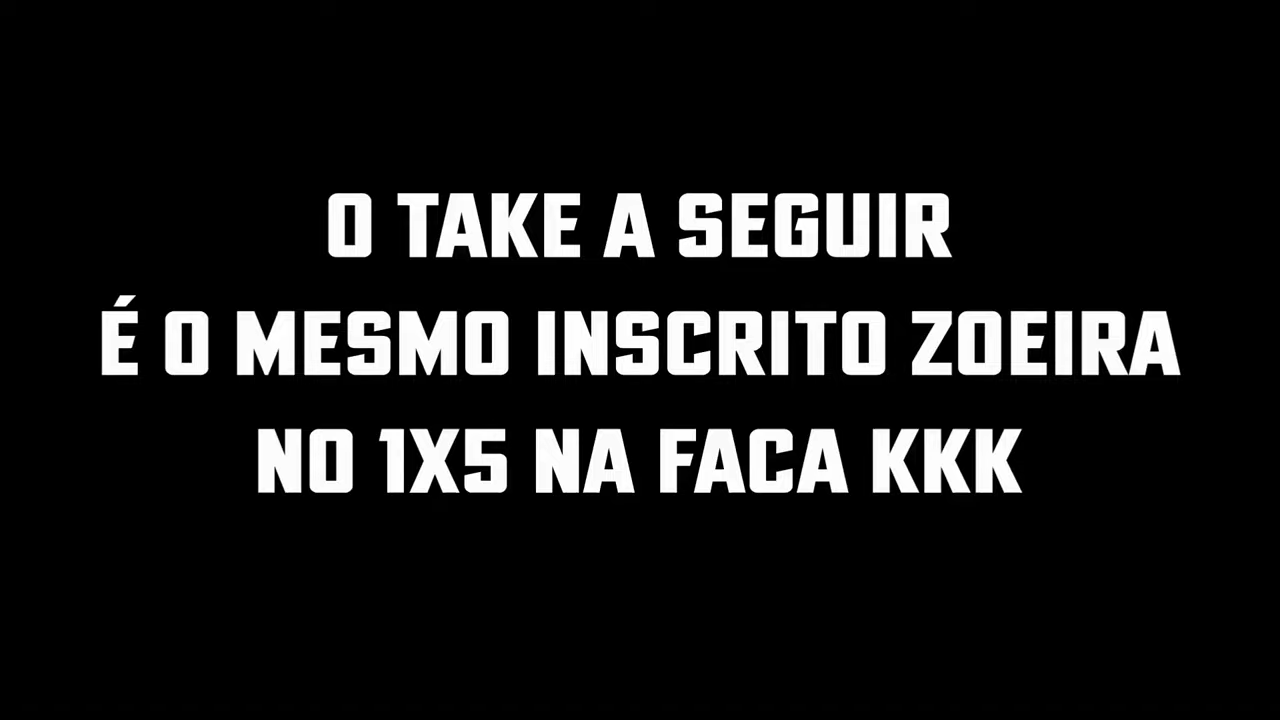 O TAKE A SEGUIR
É O MESMO INSCRITO ZOEIRA
NO 1X5 NA FACA KKK